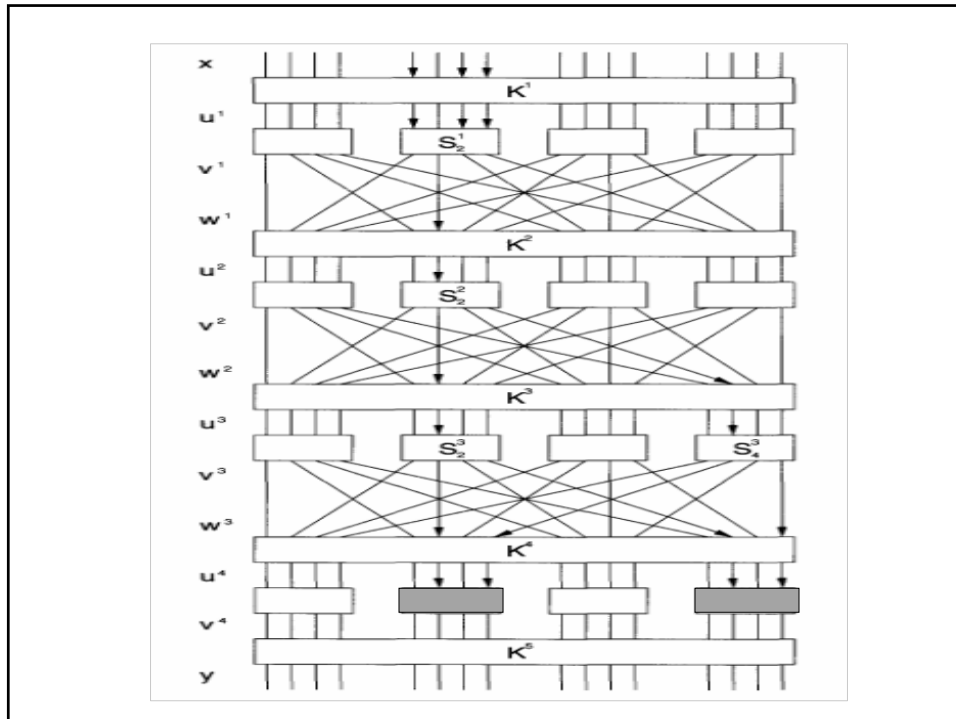 x
K¹
u¹
S₂¹
v¹
w¹
K²
u²
S₂²
v²
w²
K³
u³
S₂³ S₄³
v³
w³
K⁴
u⁴
v⁴
K⁵
y